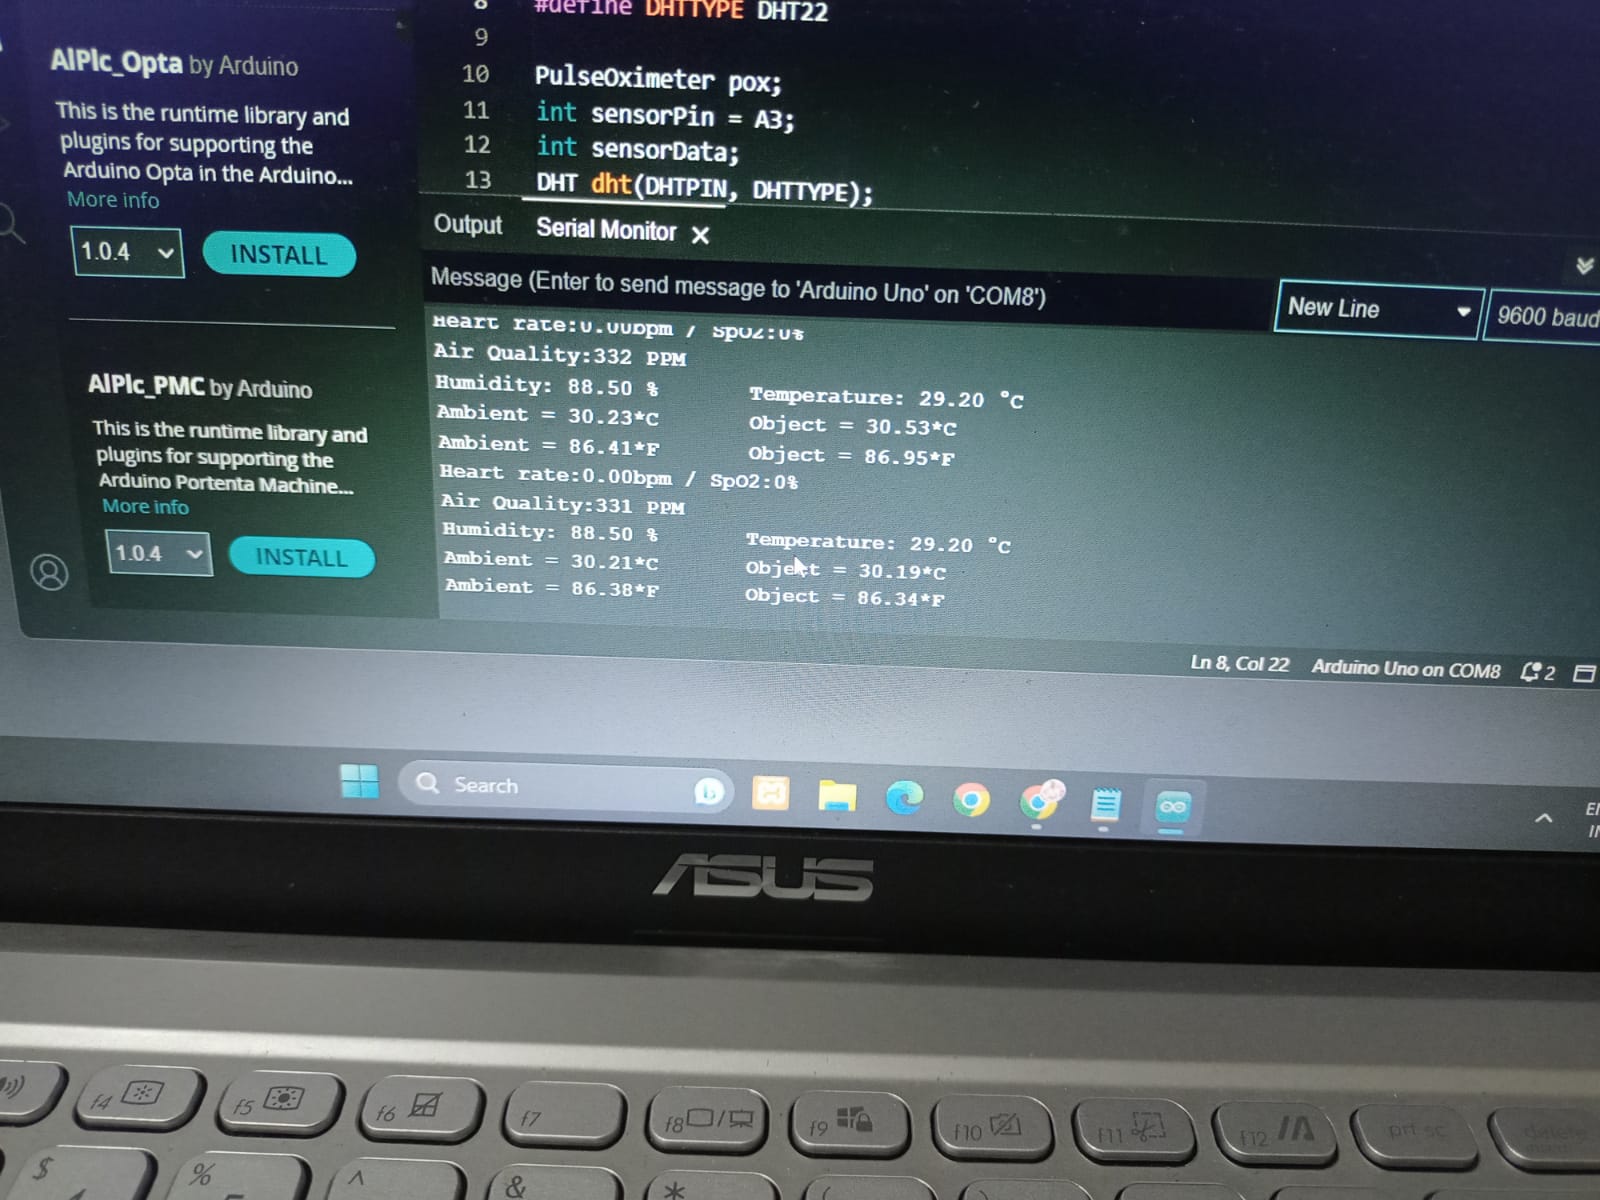 AlPlc_Opta by Arduino
This is the runtime library and
plugins for supporting the
Arduino Opta in the Arduino...
More info
1.0.4
INSTALL
AlPlc_PMC by Arduino
This is the runtime library and
plugins for supporting the
Arduino Portenta Machine...
More info
1.0.4
INSTALL
8 #define DHTTYPE DHT22
9
10 PulseOximeter pox;
11 int sensorPin = A3;
12 int sensorData;
13 DHT dht(DHTPIN, DHTTYPE);
Output Serial Monitor
Message (Enter to send message to 'Arduino Uno' on 'COM8')
New Line
9600 baud
Heart rate:0.00bpm / SpO2:0%
Air Quality:332 PPM
Humidity: 88.50 % Temperature: 29.20 °C
Ambient = 30.23*C Object = 30.53*C
Ambient = 86.41*F Object = 86.95*F
Heart rate:0.00bpm / SpO2:0%
Air Quality:331 PPM
Humidity: 88.50 % Temperature: 29.20 °C
Ambient = 30.21*C Object = 30.19*C
Ambient = 86.38*F Object = 86.34*F
Ln 8, Col 22 Arduino Uno on COM8 2
Search
ASUS
f4 f5 f6 f7 f8 f9 f10 f11 f12 prt sc delete
$ % ^ & *